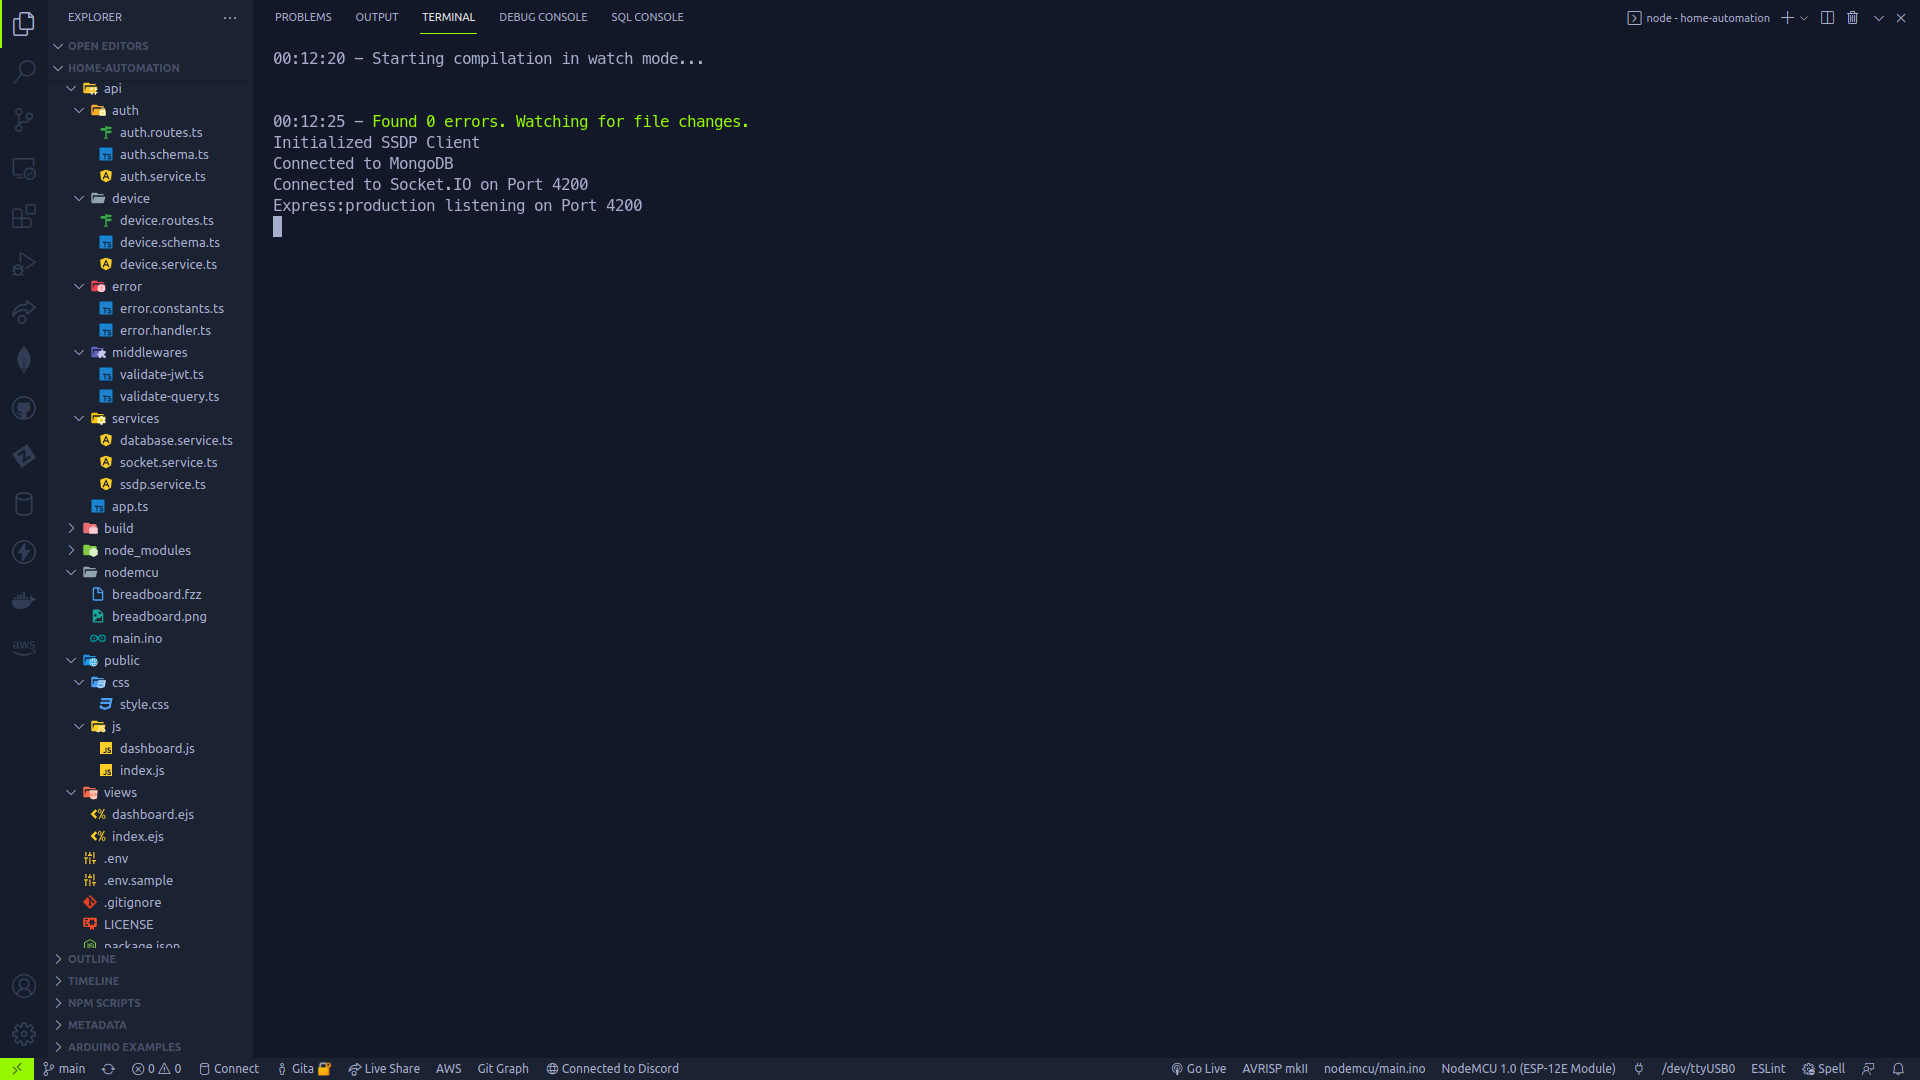 EXPLORER
OPEN EDITORS
HOME-AUTOMATION
api
auth
auth.routes.ts
auth.schema.ts
auth.service.ts
device
device.routes.ts
device.schema.ts
device.service.ts
error
error.constants.ts
error.handler.ts
middlewares
validate-jwt.ts
validate-query.ts
services
database.service.ts
socket.service.ts
ssdp.service.ts
app.ts
build
node_modules
nodemcu
breadboard.fzz
breadboard.png
main.ino
public
css
style.css
js
dashboard.js
index.js
views
dashboard.ejs
index.ejs
.env
.env.sample
.gitignore
LICENSE
package.json
OUTLINE
TIMELINE
NPM SCRIPTS
METADATA
ARDUINO EXAMPLES
aws
PROBLEMS OUTPUT TERMINAL DEBUG CONSOLE SQL CONSOLE
node - home-automation
00:12:20 - Starting compilation in watch mode...
00:12:25 - Found 0 errors. Watching for file changes.
Initialized SSDP Client
Connected to MongoDB
Connected to Socket.IO on Port 4200
Express:production listening on Port 4200
main 0 0 Connect Gita Live Share AWS Git Graph Connected to Discord Go Live AVRISP mkII nodemcu/main.ino NodeMCU 1.0 (ESP-12E Module) /dev/ttyUSB0 ESLint Spell